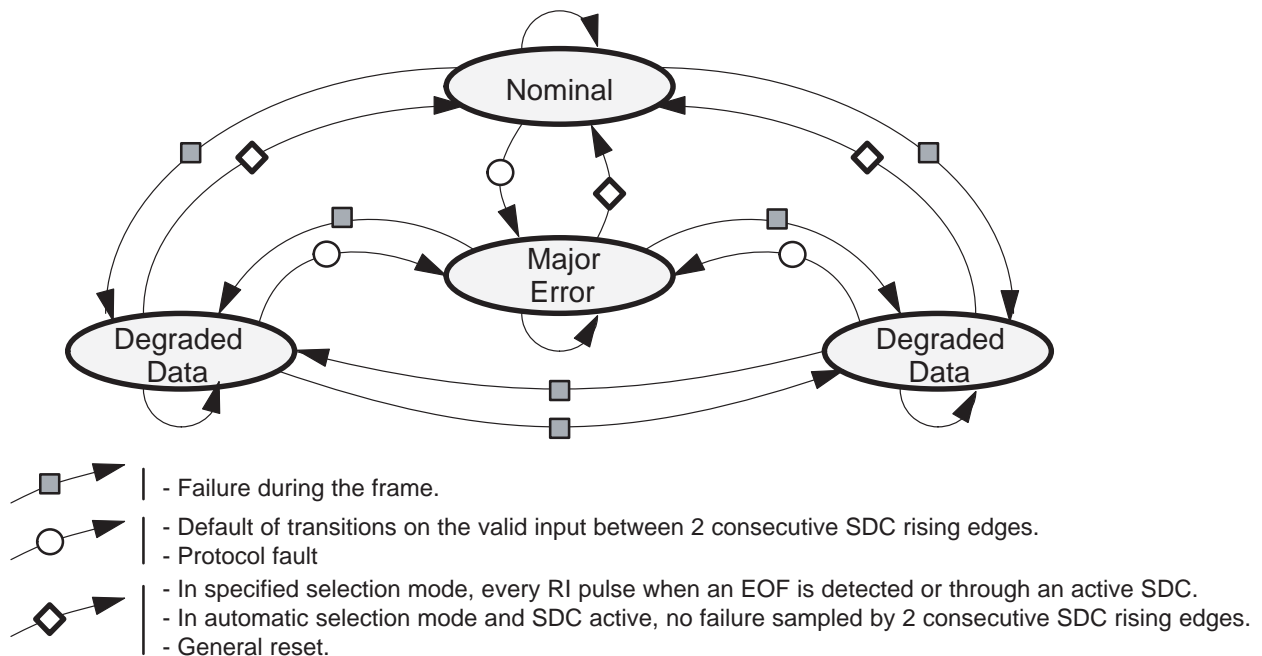 Nominal
Major
Error
Degraded
Data
Degraded
Data
- Failure during the frame.
- Default of transitions on the valid input between 2 consecutive SDC rising edges.
- Protocol fault
- In specified selection mode, every RI pulse when an EOF is detected or through an active SDC.
- In automatic selection mode and SDC active, no failure sampled by 2 consecutive SDC rising edges.
- General reset.